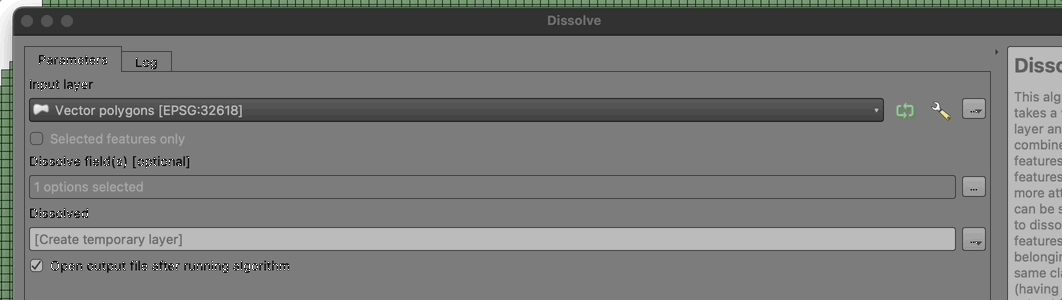 Dissolve
Parameters
Log
Input layer
Vector polygons [EPSG:32618]
...
Selected features only
Dissolve field(s) [optional]
1 options selected
...
Dissolved
[Create temporary layer]
...
Open output file after running algorithm
This alg
takes a
layer an
combine
features
features
more att
can be s
to disso
features
belongin
same cl
(having